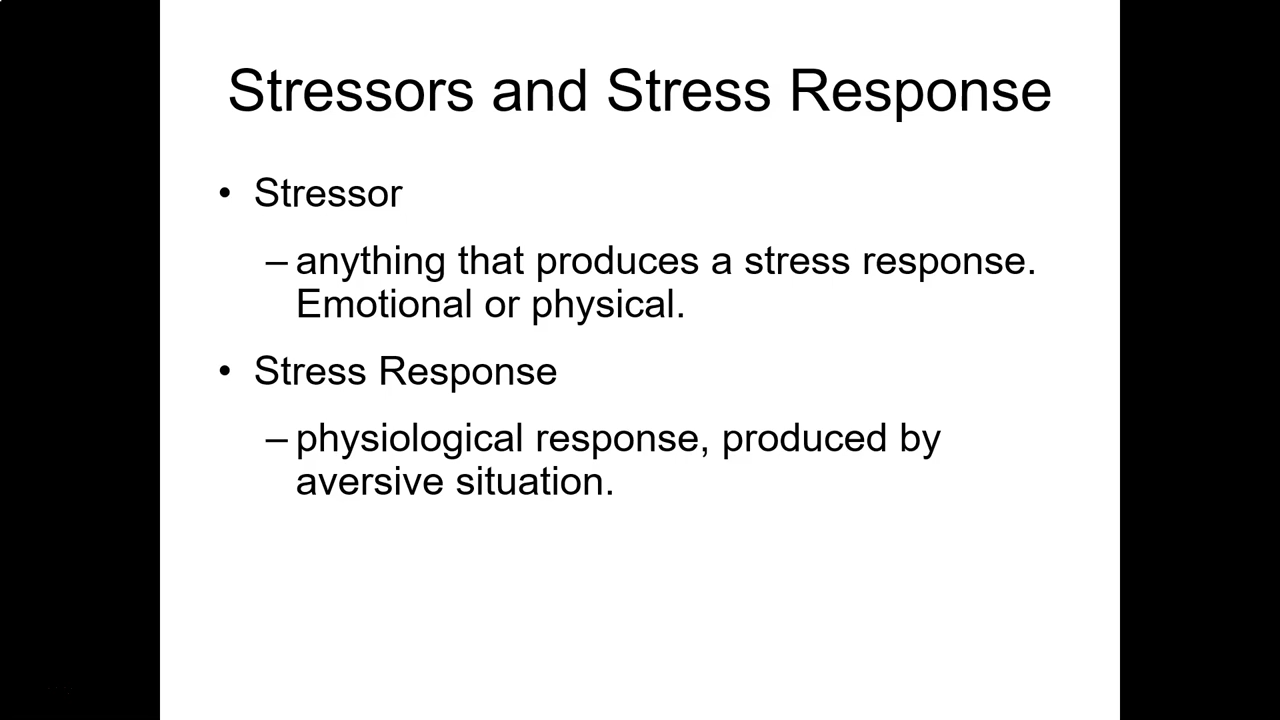 Stressors and Stress Response
• Stressor
– anything that produces a stress response.
Emotional or physical.
• Stress Response
– physiological response, produced by
aversive situation.